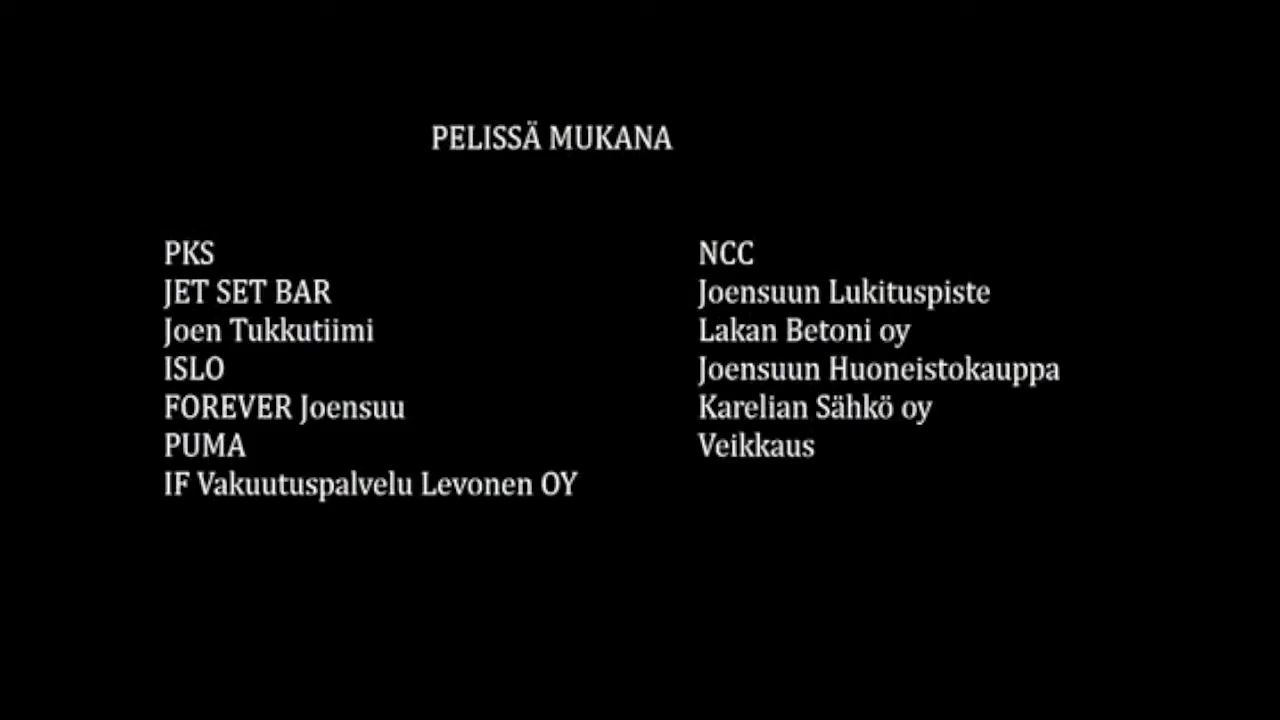 PELISSÄ MUKANA
PKS
JET SET BAR
Joen Tukkutiimi
ISLO
FOREVER Joensuu
PUMA
IF Vakuutuspalvelu Levonen OY
NCC
Joensuun Lukituspiste
Lakan Betoni oy
Joensuun Huoneistokauppa
Karelian Sähkö oy
Veikkaus